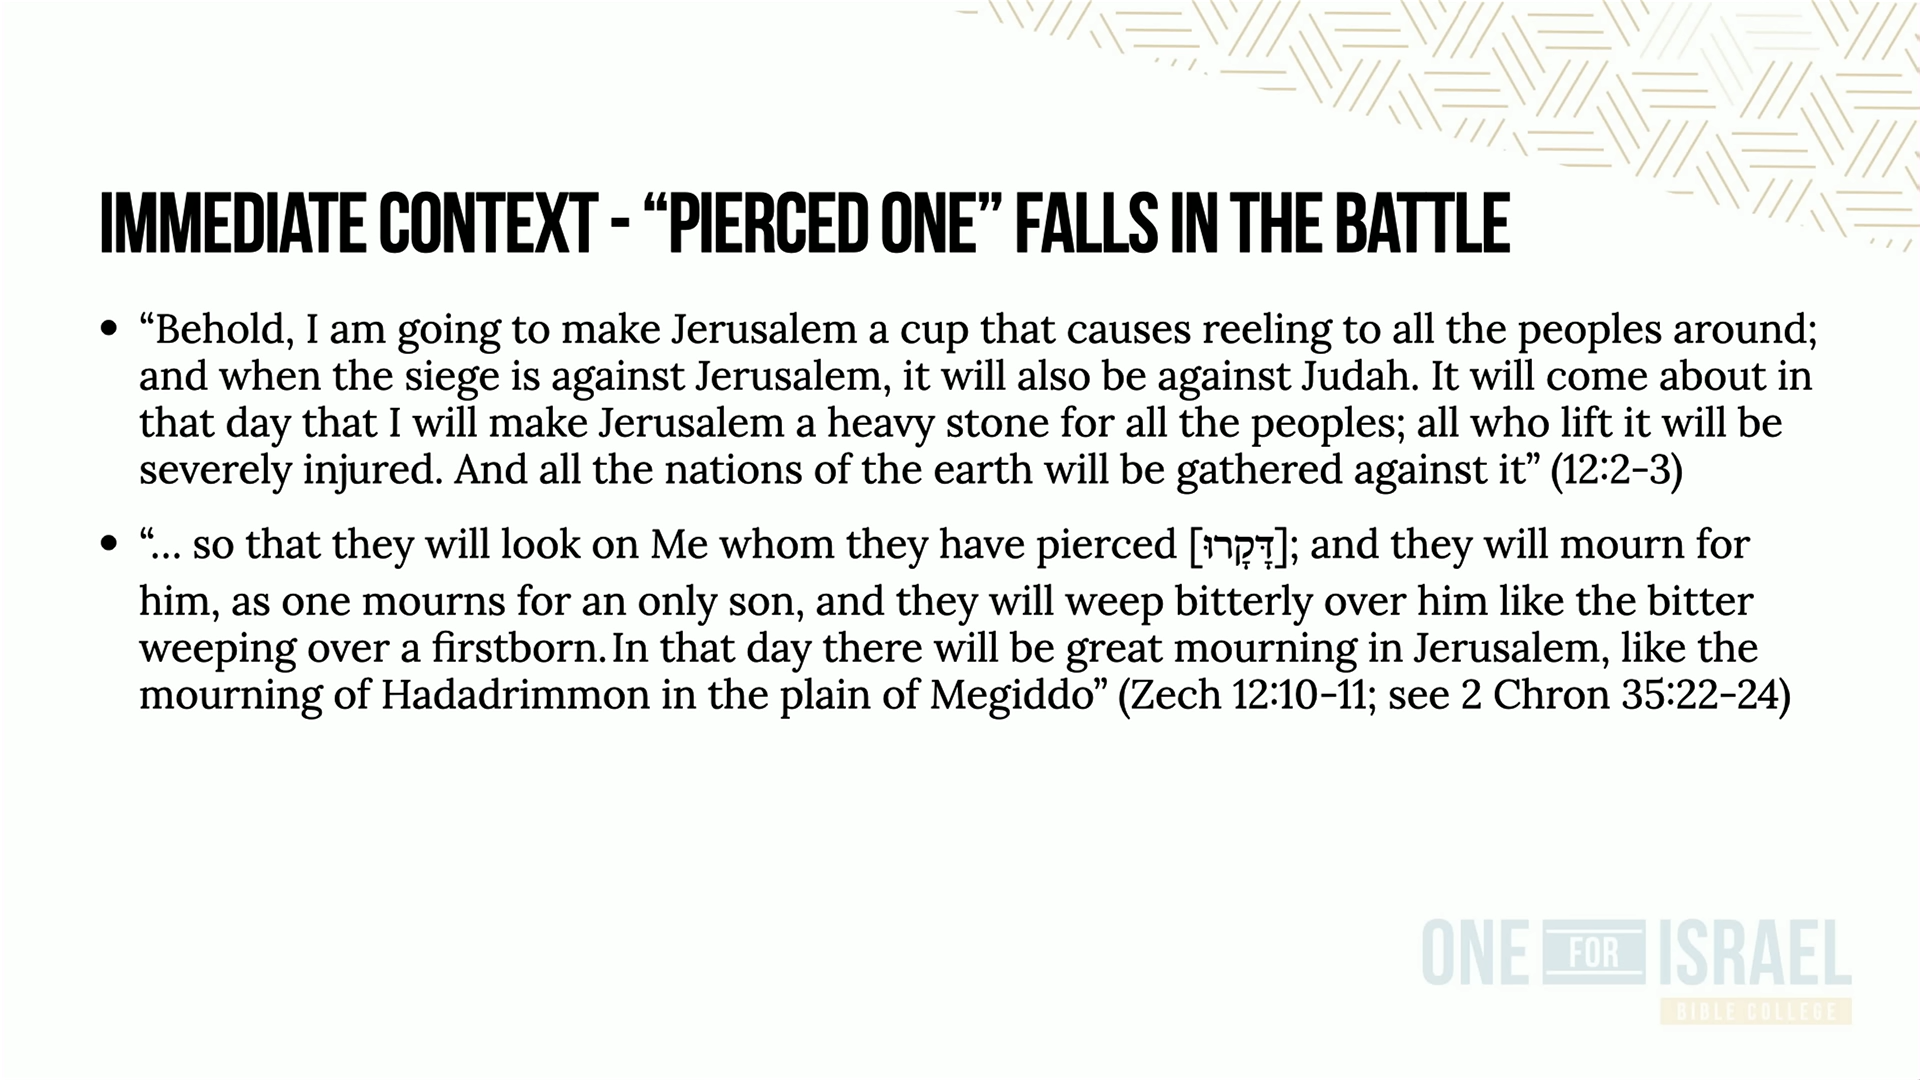 IMMEDIATE CONTEXT - “PIERCED ONE” FALLS IN THE BATTLE
• “Behold, I am going to make Jerusalem a cup that causes reeling to all the peoples around;
and when the siege is against Jerusalem, it will also be against Judah. It will come about in
that day that I will make Jerusalem a heavy stone for all the peoples; all who lift it will be
severely injured. And all the nations of the earth will be gathered against it” (12:2-3)
• “… so that they will look on Me whom they have pierced [דָּקָרוּ]; and they will mourn for
him, as one mourns for an only son, and they will weep bitterly over him like the bitter
weeping over a firstborn. In that day there will be great mourning in Jerusalem, like the
mourning of Hadadrimmon in the plain of Megiddo” (Zech 12:10-11; see 2 Chron 35:22-24)
ONE FOR ISRAEL
BIBLE COLLEGE